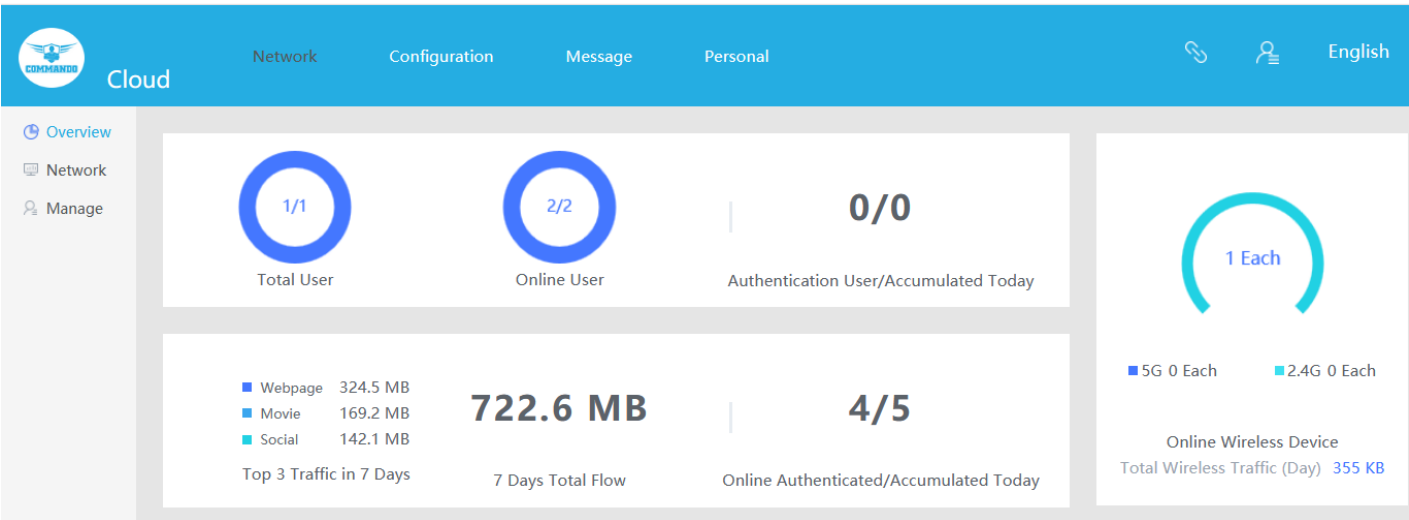 COMMANDO
Cloud
Network Configuration Message Personal English
Overview
Network
Manage
1/1
Total User
2/2
Online User
0/0
Authentication User/Accumulated Today
Webpage 324.5 MB
Movie 169.2 MB
Social 142.1 MB
Top 3 Traffic in 7 Days
722.6 MB
7 Days Total Flow
4/5
Online Authenticated/Accumulated Today
1 Each
5G 0 Each 2.4G 0 Each
Online Wireless Device
Total Wireless Traffic (Day) 355 KB